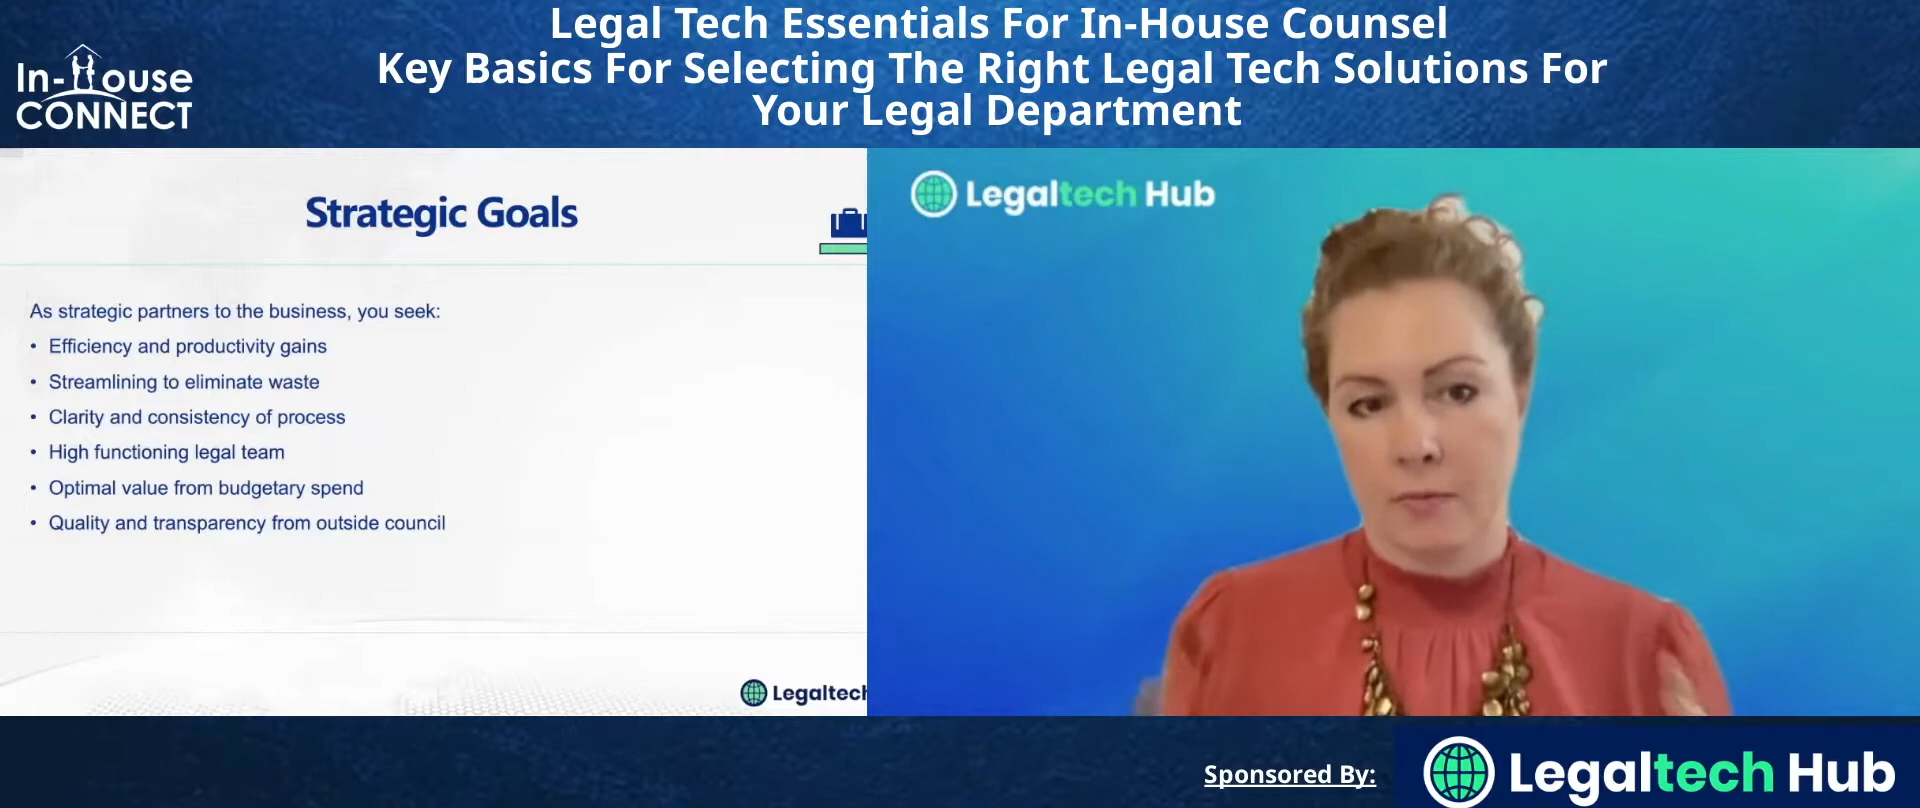 Legal Tech Essentials For In-House Counsel
Key Basics For Selecting The Right Legal Tech Solutions For
Your Legal Department
In-House
CONNECT
Strategic Goals
As strategic partners to the business, you seek:
• Efficiency and productivity gains
• Streamlining to eliminate waste
• Clarity and consistency of process
• High functioning legal team
• Optimal value from budgetary spend
• Quality and transparency from outside council
Legaltech
Legaltech Hub
Sponsored By:
Legaltech Hub